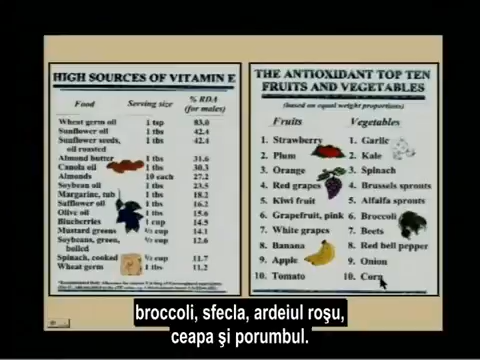 HIGH SOURCES OF VITAMIN E
Food Serving size % RDA
(for males)
Wheat germ oil 1 tsp 83.0
Sunflower oil 1 tbs 42.4
Sunflower seeds, 1 tbs 42.4
oil roasted
Almond butter 1 tbs 31.6
Canola oil 1 tbs 30.3
Almonds 10 each 27.2
Soybean oil 1 tbs 23.5
Margarine, tub 1 tbs 18.2
Safflower oil 1 tbs 16.2
Olive oil 1 tbs 15.6
Blueberries 1 cup 14.5
Mustard greens ½ cup 14.1
Soybeans, green, ½ cup 12.6
boiled
Spinach, cooked ½ cup 11.7
Wheat germ 1 tbs 11.2
THE ANTIOXIDANT TOP TEN
FRUITS AND VEGETABLES
(based on equal weight proportions)
Fruits Vegetables
1. Strawberry 1. Garlic
2. Plum 2. Kale
3. Orange 3. Spinach
4. Red grapes 4. Brussels sprouts
5. Kiwi fruit 5. Alfalfa sprouts
6. Grapefruit, pink 6. Broccoli
7. White grapes 7. Beets
8. Banana 8. Red bell pepper
9. Apple 9. Onion
10. Tomato 10. Corn
broccoli, sfecla, ardeiul roşu,
ceapa şi porumbul.